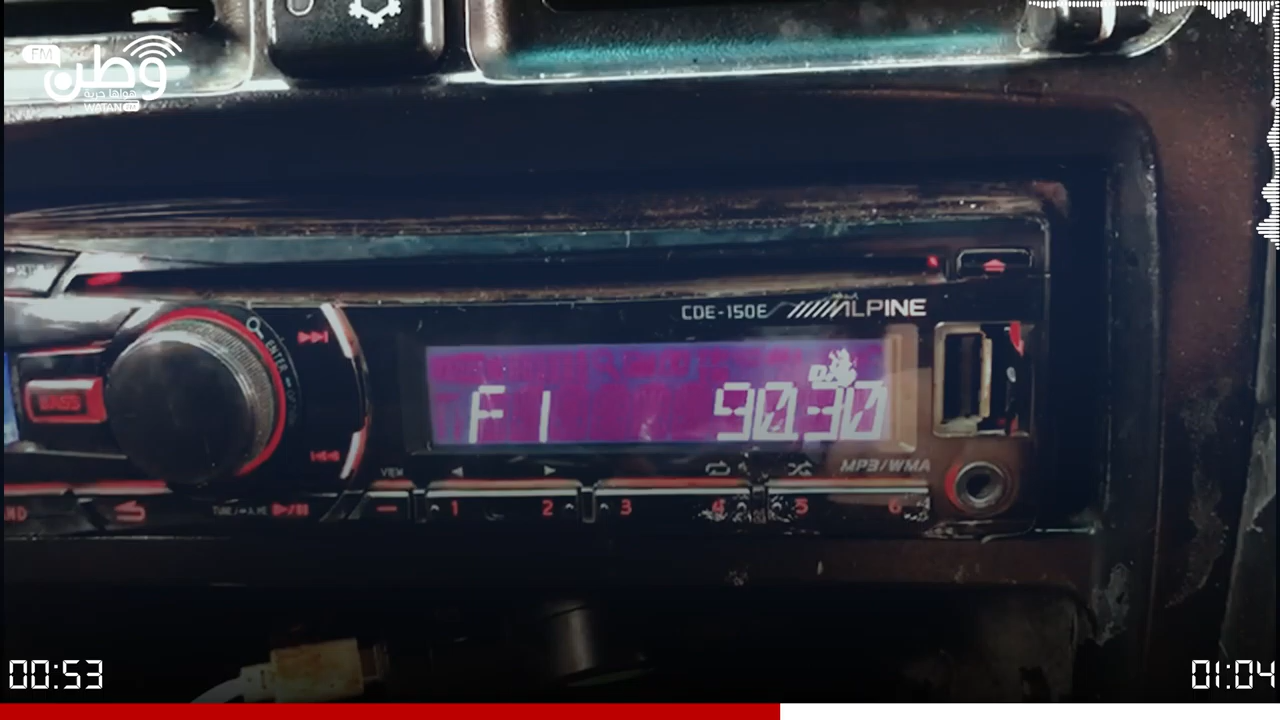 FM
وطن
هواها حرية
WATAN FM
CDE-150E ALPINE
ENTER
BASS
F1 90.30
VIEW
MP3/WMA
TUNE/A.ME
1 2 3 4 5 6
00:53
01:04